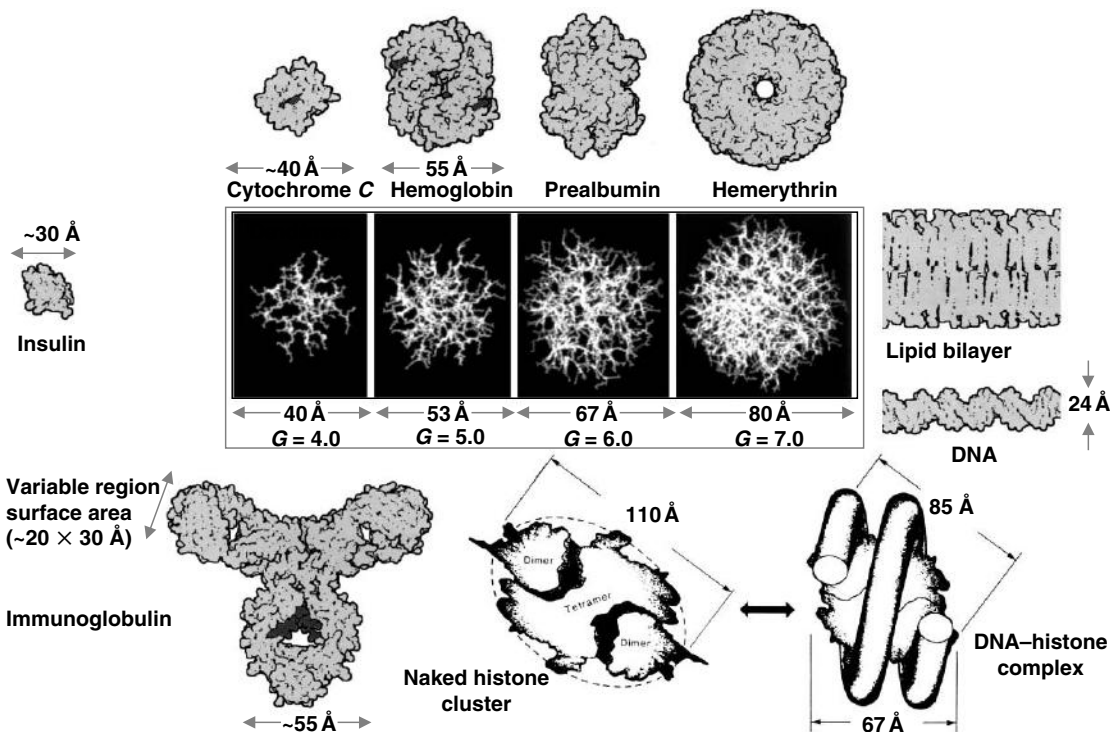 ~40 Å
55 Å
Cytochrome C
Hemoglobin
Prealbumin
Hemerythrin
~30 Å
Insulin
Lipid bilayer
40 Å
53 Å
67 Å
80 Å
G = 4.0
G = 5.0
G = 6.0
G = 7.0
24 Å
DNA
Variable region
surface area
(~20 × 30 Å)
Immunoglobulin
~55 Å
110 Å
Dimer
Tetramer
Dimer
Naked histone
cluster
85 Å
DNA–histone
complex
67 Å